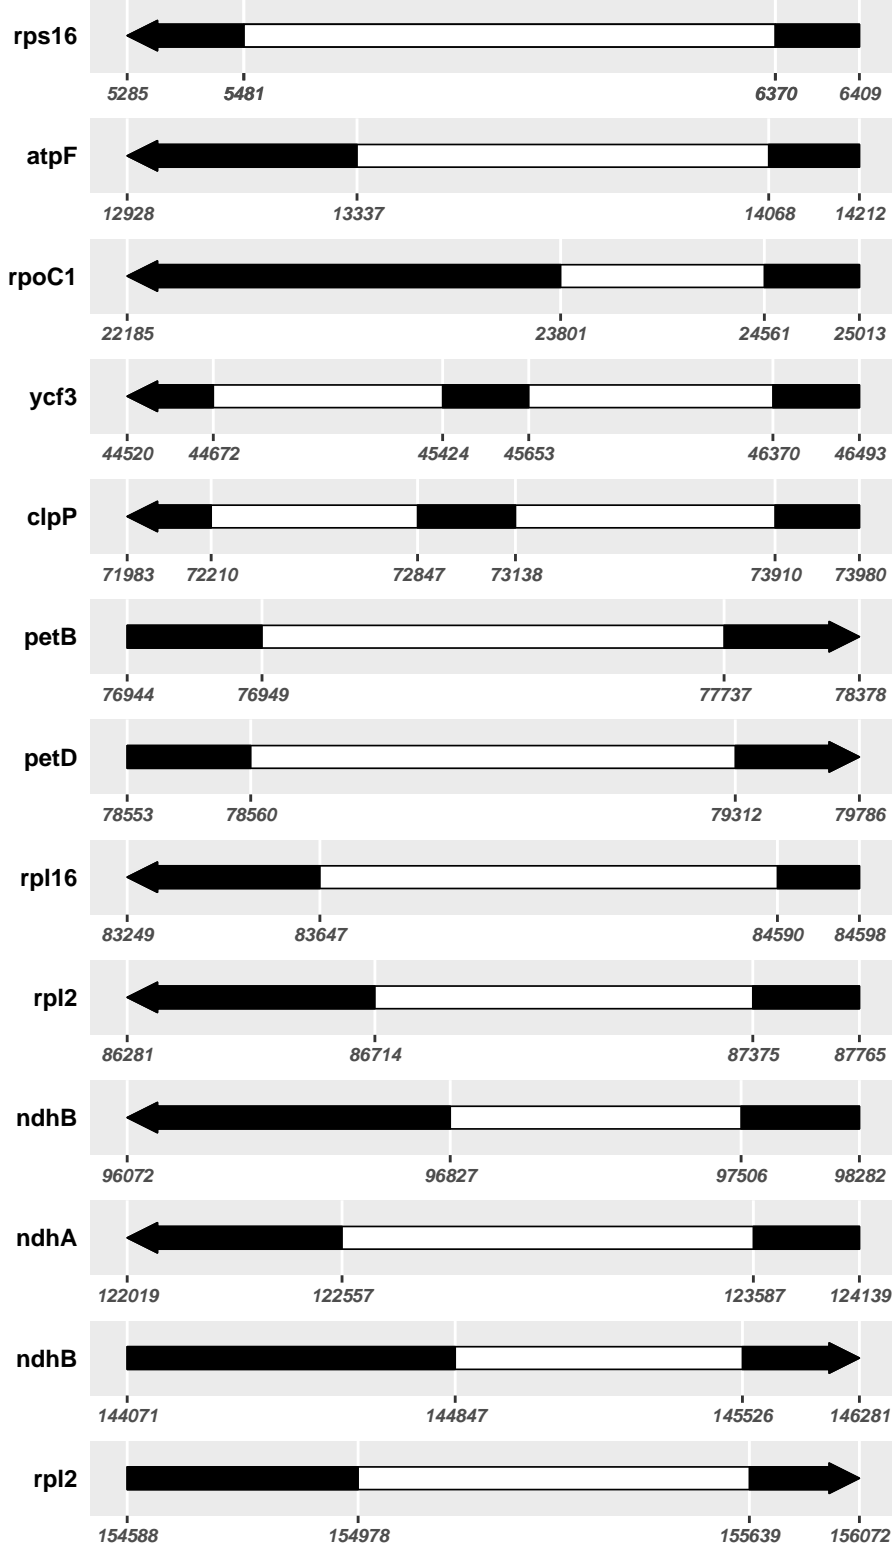 rps16
5285 5481 6370 6409
atpF
12928 13337 14068 14212
rpoC1
22185 23801 24561 25013
ycf3
44520 44672 45424 45653 46370 46493
clpP
71983 72210 72847 73138 73910 73980
petB
76944 76949 77737 78378
petD
78553 78560 79312 79786
rpl16
83249 83647 84590 84598
rpl2
86281 86714 87375 87765
ndhB
96072 96827 97506 98282
ndhA
122019 122557 123587 124139
ndhB
144071 144847 145526 146281
rpl2
154588 154978 155639 156072